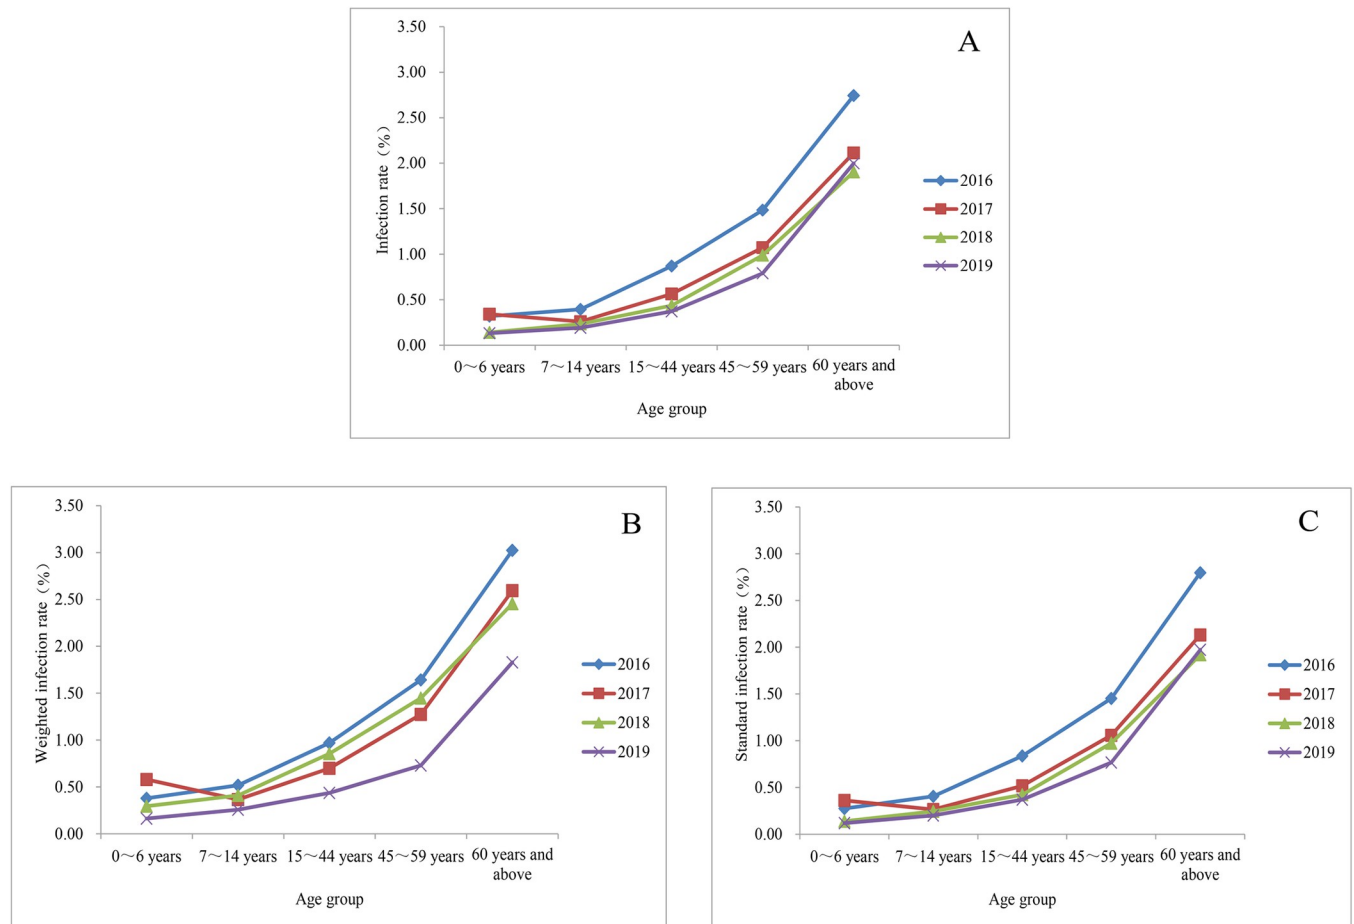 A
3.50
3.00
2.50
2.00
1.50
1.00
0.50
0.00
Infection rate（%）
0～6 years 7～14 years 15～44 years 45～59 years 60 years and
above
Age group
2016
2017
2018
2019
B
3.50
3.00
2.50
2.00
1.50
1.00
0.50
0.00
Weighted infection rate（%）
0～6 years 7～14 years 15～44 years 45～59 years 60 years and
above
Age group
2016
2017
2018
2019
C
3.50
3.00
2.50
2.00
1.50
1.00
0.50
0.00
Standard infection rate（%）
0～6 years 7～14 years 15～44 years 45～59 years 60 years and
above
Age group
2016
2017
2018
2019